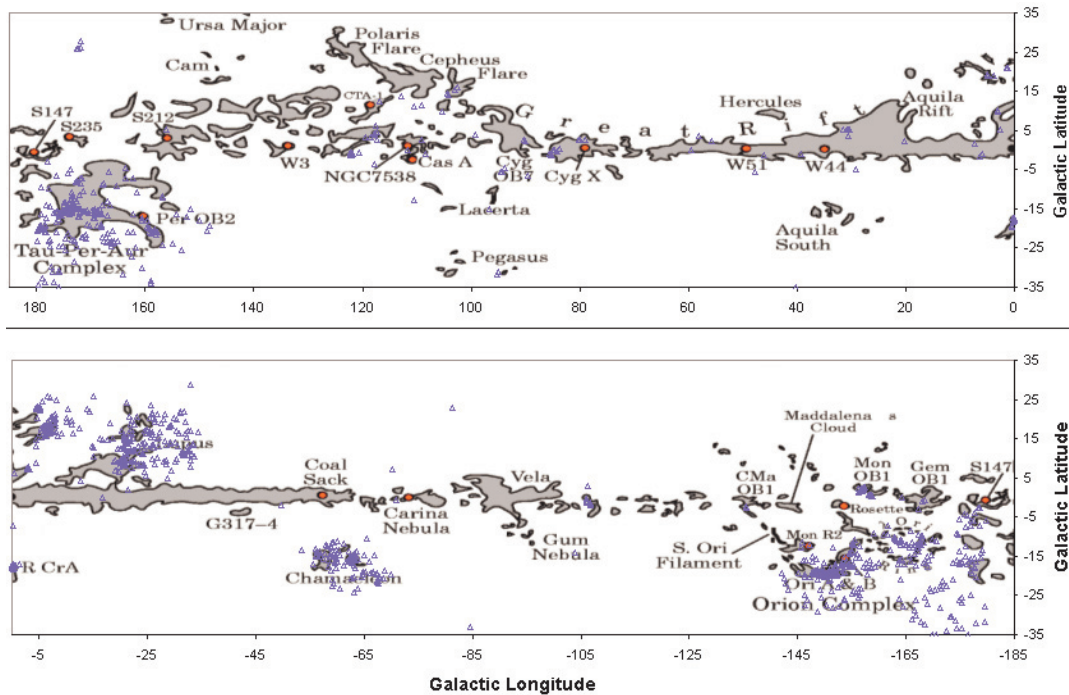 35
Ursa Major
Polaris
Flare
Cam
Cepheus
Flare
25
S147
S235
S212
CTA-1
W3
NGC7538
Cas A
Cyg
OB7
Cyg X
Great Rift
Hercules
Aquila
Rift
W51
W44
15
5
-5
-15
-25
-35
Galactic Latitude
Per OB2
Tau-Per-Aur
Complex
Lacerta
Pegasus
Aquila
South
180 160 140 120 100 80 60 40 20 0
35
25
15
5
-5
-15
-25
-35
Galactic Latitude
Coal
Sack
G317-4
Carina
Nebula
Vela
Gum
Nebula
R CrA
Chamaeleon
Maddalena s
Cloud
CMa
OB1
Mon
OB1
Gem
OB1
S147
Rosette
Mon R2
S. Ori
Filament
Ori A & B
Orion Complex
-5 -25 -45 -65 -85 -105 -125 -145 -165 -185
Galactic Longitude